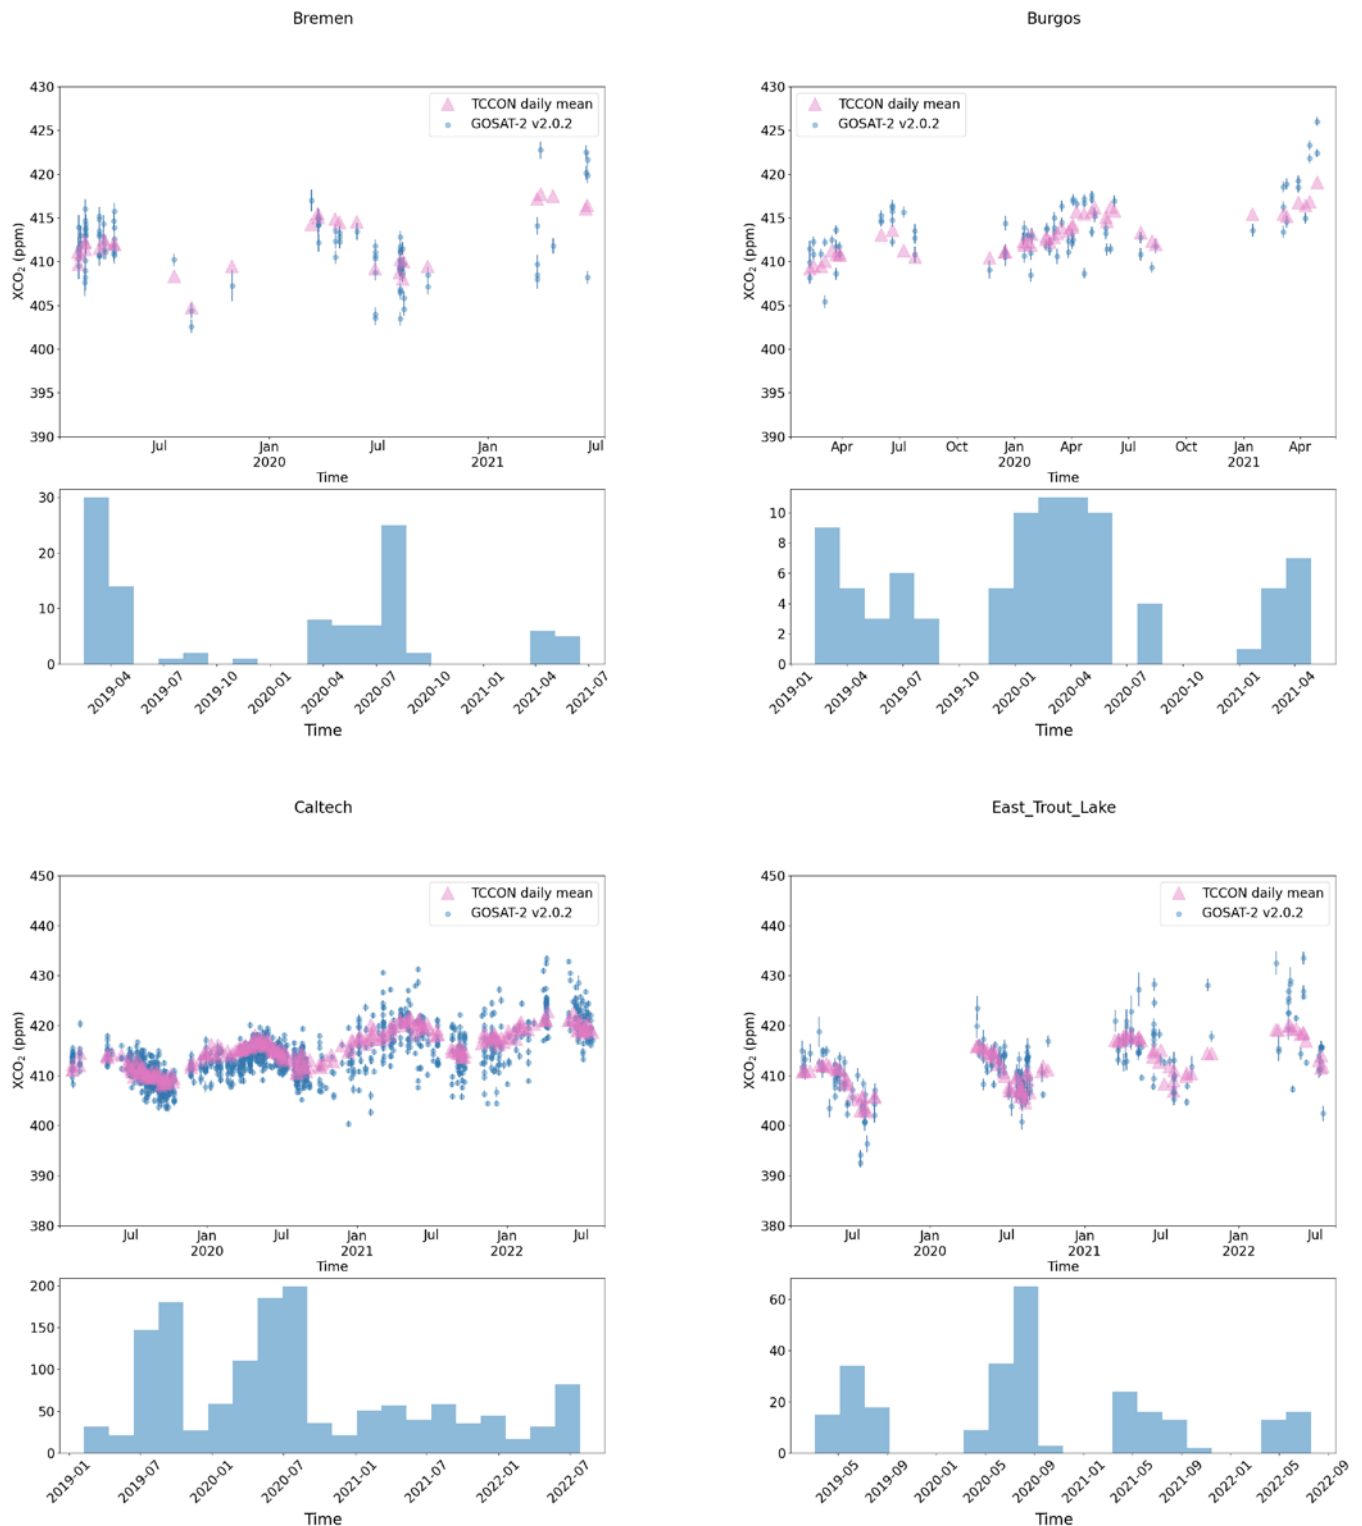 Bremen
430
425
420
415
410
405
400
395
390
XCO₂ (ppm)
TCCON daily mean
GOSAT-2 v2.0.2
Jul
Jan
2020
Jul
Jan
2021
Jul
Time
30
20
10
0
2019-04
2019-07
2019-10
2020-01
2020-04
2020-07
2020-10
2021-01
2021-04
2021-07
Time
Burgos
430
425
420
415
410
405
400
395
390
XCO₂ (ppm)
TCCON daily mean
GOSAT-2 v2.0.2
Apr
Jul
Oct
Jan
2020
Apr
Jul
Oct
Jan
2021
Apr
Time
10
8
6
4
2
0
2019-01
2019-04
2019-07
2019-10
2020-01
2020-04
2020-07
2020-10
2021-01
2021-04
Time
Caltech
450
440
430
420
410
400
390
380
XCO₂ (ppm)
TCCON daily mean
GOSAT-2 v2.0.2
Jul
Jan
2020
Jul
Jan
2021
Jul
Jan
2022
Jul
Time
200
150
100
50
0
2019-01
2019-07
2020-01
2020-07
2021-01
2021-07
2022-01
2022-07
Time
East_Trout_Lake
450
440
430
420
410
400
390
380
XCO₂ (ppm)
TCCON daily mean
GOSAT-2 v2.0.2
Jul
Jan
2020
Jul
Jan
2021
Jul
Jan
2022
Jul
Time
60
40
20
0
2019-05
2019-09
2020-01
2020-05
2020-09
2021-01
2021-05
2021-09
2022-01
2022-05
2022-09
Time